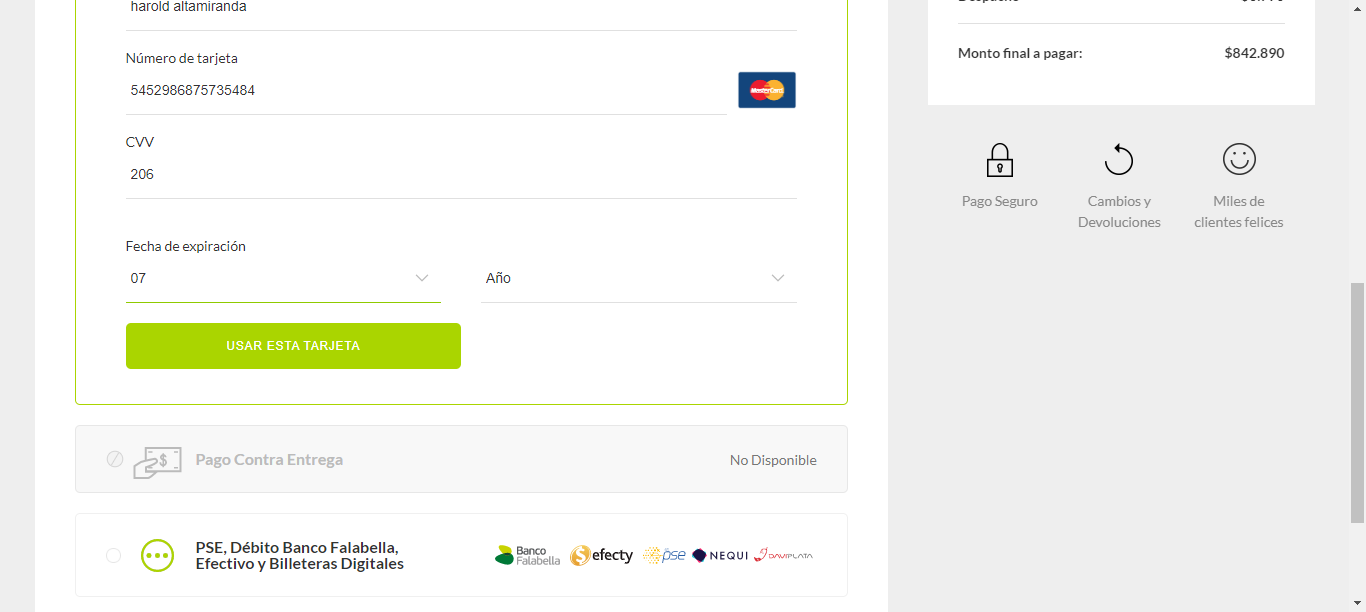 harold altamiranda
Número de tarjeta
5452986875735484
MasterCard
CVV
206
Fecha de expiración
07
Año
USAR ESTA TARJETA
$
Pago Contra Entrega
No Disponible
PSE, Débito Banco Falabella,
Efectivo y Billeteras Digitales
Banco
Falabella
efecty
pse
NEQUI
DAVIPLATA
Despacho
Monto final a pagar:
$842.890
Pago Seguro
Cambios y
Devoluciones
Miles de
clientes felices